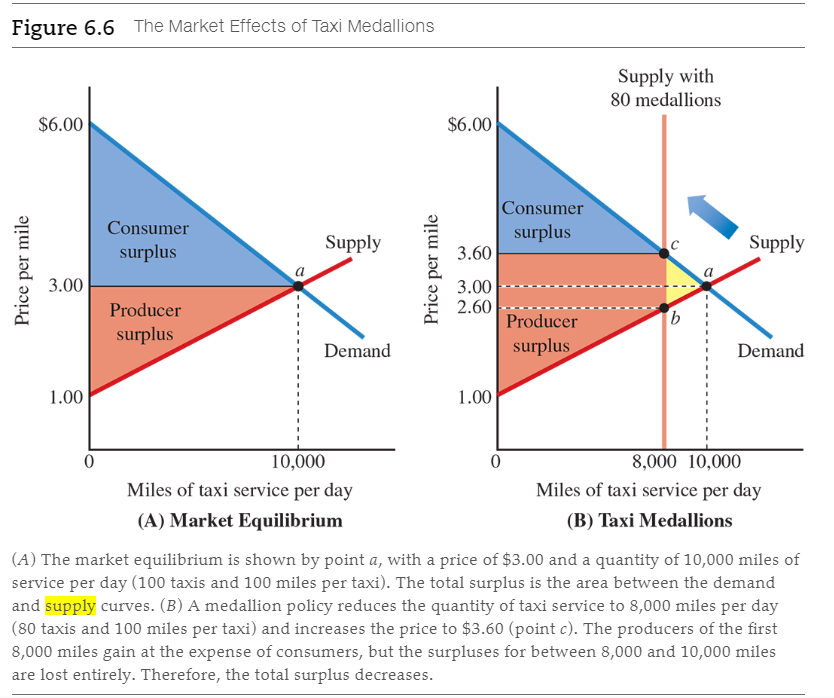 Figure 6.6 The Market Effects of Taxi Medallions
$6.00
3.00
1.00
0
Price per mile
Consumer
surplus
Producer
surplus
a
Supply
Demand
10,000
Miles of taxi service per day
(A) Market Equilibrium
Supply with
80 medallions
$6.00
3.60
3.00
2.60
1.00
0
Price per mile
Consumer
surplus
Producer
surplus
c
a
b
Supply
Demand
8,000 10,000
Miles of taxi service per day
(B) Taxi Medallions
(A) The market equilibrium is shown by point a, with a price of $3.00 and a quantity of 10,000 miles of
service per day (100 taxis and 100 miles per taxi). The total surplus is the area between the demand
and supply curves. (B) A medallion policy reduces the quantity of taxi service to 8,000 miles per day
(80 taxis and 100 miles per taxi) and increases the price to $3.60 (point c). The producers of the first
8,000 miles gain at the expense of consumers, but the surpluses for between 8,000 and 10,000 miles
are lost entirely. Therefore, the total surplus decreases.